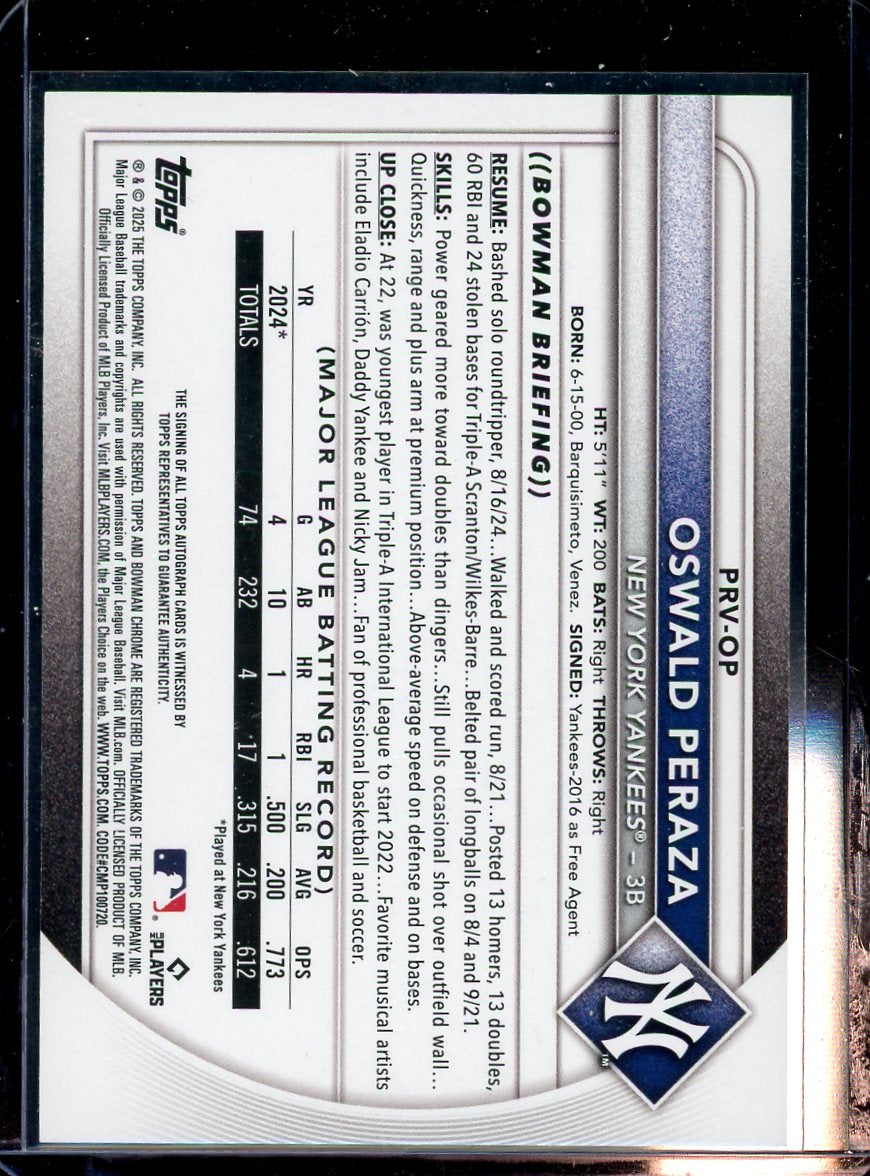 PRV-OP
OSWALD PERAZA
NEW YORK YANKEES® – 3B
NY
TM
HT: 5'11" WT: 200 BATS: Right THROWS: Right
BORN: 6-15-00, Barquisimeto, Venez. SIGNED: Yankees-2016 as Free Agent
((BOWMAN BRIEFING))
RESUME: Bashed solo roundtripper, 8/16/24...Walked and scored run, 8/21...Posted 13 homers, 13 doubles,
60 RBI and 24 stolen bases for Triple-A Scranton/Wilkes-Barre...Belted pair of longballs on 8/4 and 9/21.
SKILLS: Power geared more toward doubles than dingers...Still pulls occasional shot over outfield wall...
Quickness, range and plus arm at premium position...Above-average speed on defense and on bases.
UP CLOSE: At 22, was youngest player in Triple-A International League to start 2022...Favorite musical artists
include Eladio Carrión, Daddy Yankee and Nicky Jam...Fan of professional basketball and soccer.
(MAJOR LEAGUE BATTING RECORD)
YR G AB HR RBI SLG AVG OPS
2024* 4 10 1 1 .500 .200 .773
TOTALS 74 232 4 17 .315 .216 .612
*Played at New York Yankees
THE SIGNING OF ALL TOPPS AUTOGRAPH CARDS IS WITNESSED BY
TOPPS REPRESENTATIVES TO GUARANTEE AUTHENTICITY.
topps®
MLB PLAYERS
® & © 2025 THE TOPPS COMPANY, INC. ALL RIGHTS RESERVED. TOPPS AND BOWMAN CHROME ARE REGISTERED TRADEMARKS OF THE TOPPS COMPANY, INC.
Major League Baseball trademarks and copyrights are used with permission of Major League Baseball. Visit MLB.com. OFFICIALLY LICENSED PRODUCT OF MLB.
Officially Licensed Product of MLB Players, Inc. Visit MLBPLAYERS.COM, the Players Choice on the web. WWW.TOPPS.COM. CODE#CMP100720.